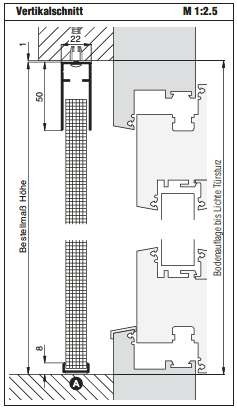 Vertikalschnitt M 1:2.5
22
1
50
Bestellmaß Höhe
Bodenauflage bis Lichte Türsturz
8
A